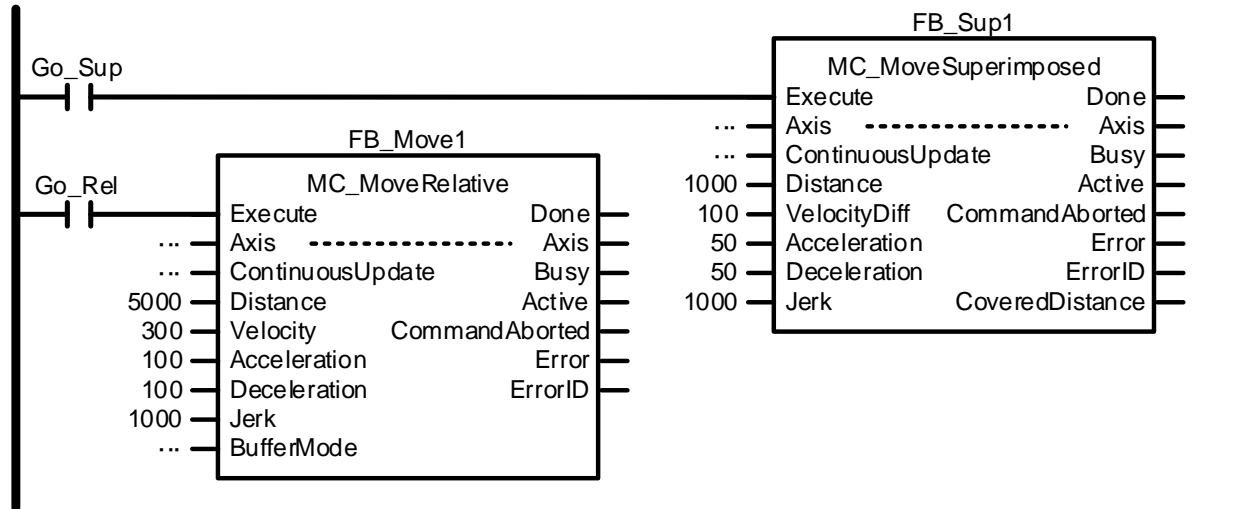 FB_Sup1
Go_Sup
MC_MoveSuperimposed
Execute Done
... Axis Axis
... ContinuousUpdate Busy
1000 Distance Active
100 VelocityDiff CommandAborted
50 Acceleration Error
50 Deceleration ErrorID
1000 Jerk CoveredDistance
FB_Move1
Go_Rel
MC_MoveRelative
Execute Done
... Axis Axis
... ContinuousUpdate Busy
5000 Distance Active
300 Velocity CommandAborted
100 Acceleration Error
100 Deceleration ErrorID
1000 Jerk
... BufferMode